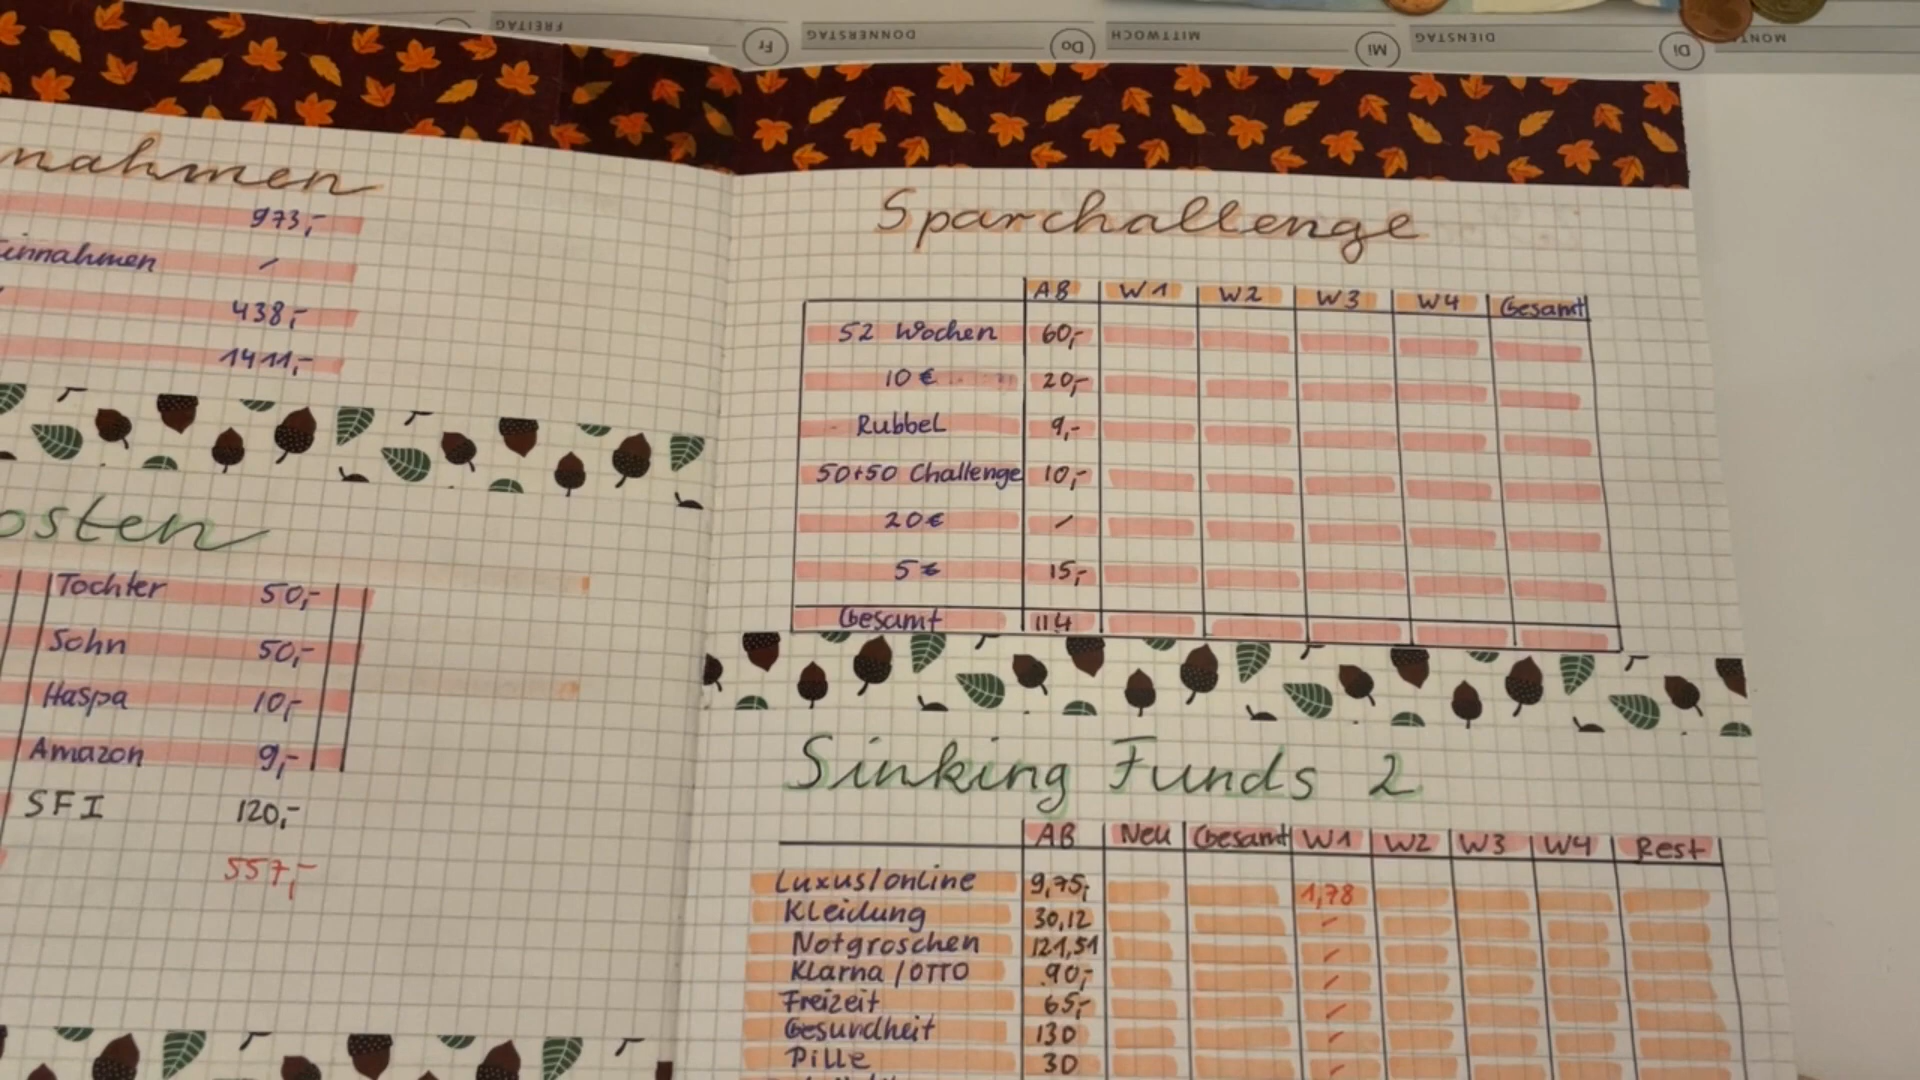 FREITAG Fr DONNERSTAG Do MITTWOCH Mi DIENSTAG Di
nahmen
973,-
Einnahmen /
438,-
1411,-
osten
Tochter 50,-
Sohn 50,-
Haspa 10,-
Amazon 9,-
SFI 120,-
557,-
Sparchallenge
AB W1 W2 W3 W4 Gesamt
52 Wochen 60,-
10€ 20,-
Rubbel 9,-
50+50 Challenge 10,-
20€ /
5€ 15,-
Gesamt 114
Sinking Funds 2
AB Neu Gesamt W1 W2 W3 W4 Rest
Luxus/online 9,75,- 1,78
Kleidung 30,12 /
Notgroschen 121,51 /
Klarna/OTTO 90,- /
Freizeit 65,- /
Gesundheit 130 /
Pille 30 /